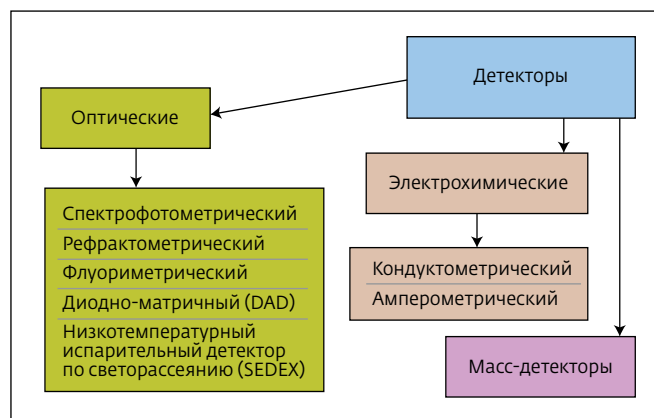 Детекторы
Оптические
Спектрофотометрический
Рефрактометрический
Флуориметрический
Диодно-матричный (DAD)
Низкотемпературный
испарительный детектор
по светорассеянию (SEDEX)
Электрохимические
Кондуктометрический
Амперометрический
Масс-детекторы